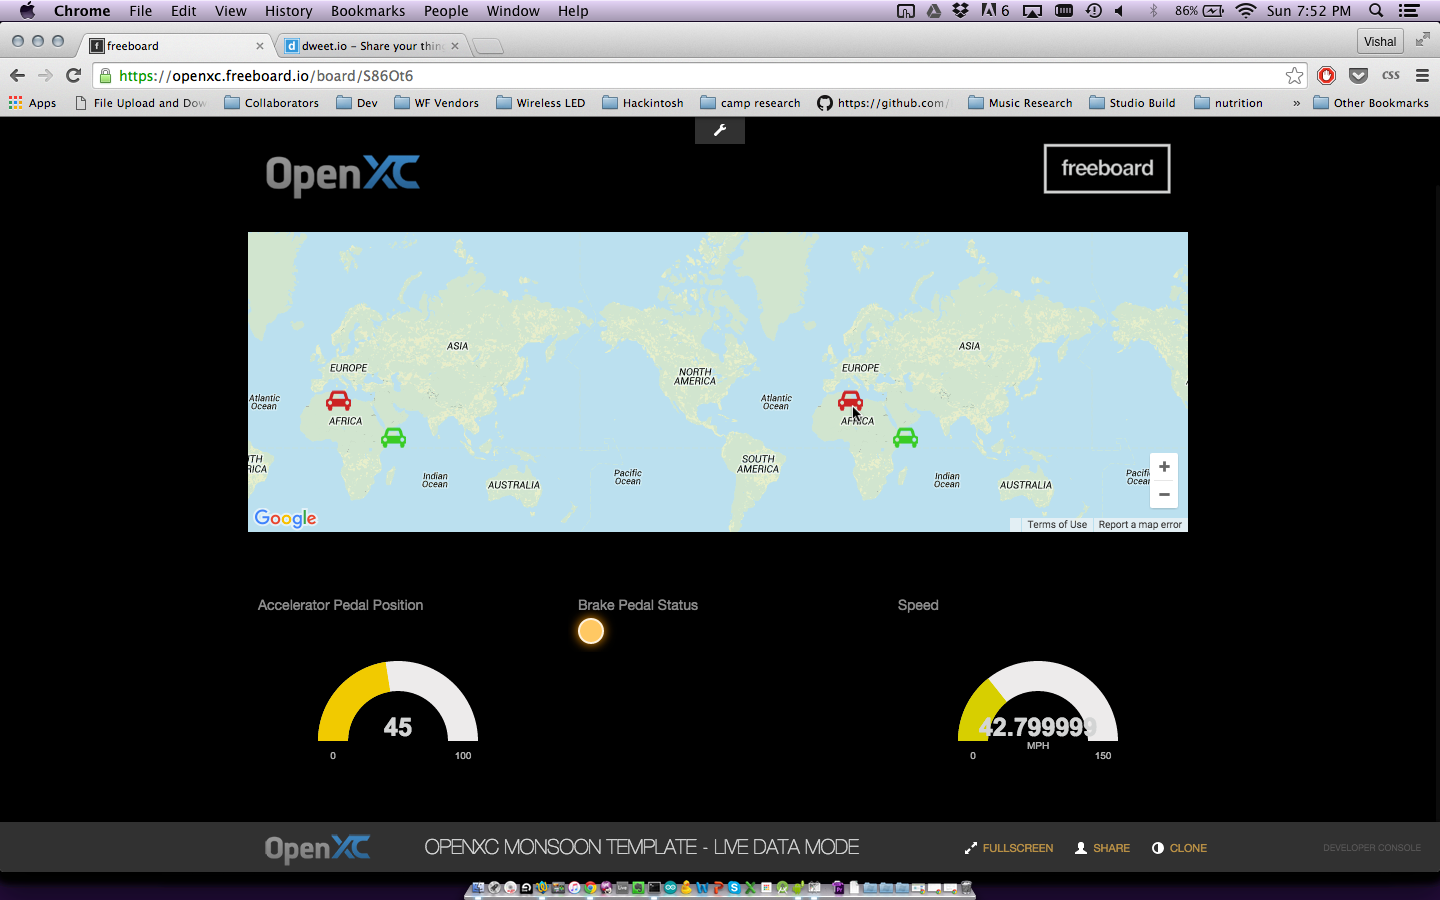 Chrome File Edit View History Bookmarks People Window Help 6 86% Sun 7:52 PM
freeboard dweet.io – Share your thin Vishal
https://openxc.freeboard.io/board/S86Ot6 css
Apps File Upload and Dow Collaborators Dev WF Vendors Wireless LED Hackintosh camp research https://github.com/ Music Research Studio Build nutrition » Other Bookmarks
OpenXC freeboard
ASIA ASIA
EUROPE NORTH AMERICA EUROPE
Atlantic Ocean Atlantic Ocean
AFRICA AFRICA
TH RICA Indian Ocean AUSTRALIA Pacific Ocean SOUTH AMERICA Indian Ocean AUSTRALIA Pacifi Ocea
Google Terms of Use Report a map error
Accelerator Pedal Position Brake Pedal Status Speed
45 42.799999
MPH
0 100 0 150
OpenXC OPENXC MONSOON TEMPLATE - LIVE DATA MODE FULLSCREEN SHARE CLONE DEVELOPER CONSOLE